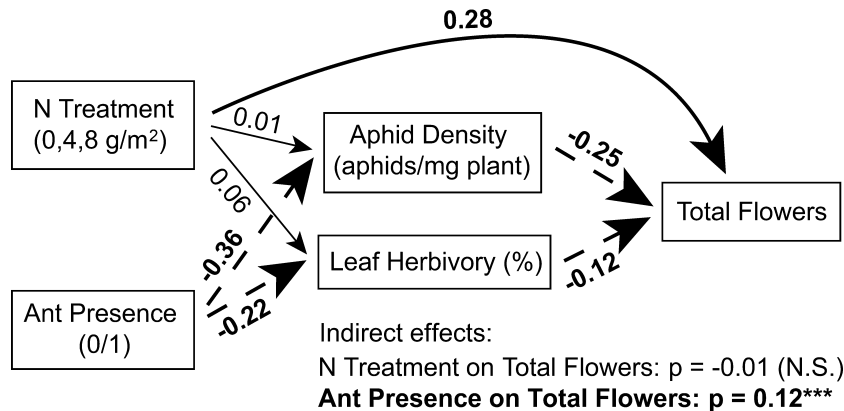 0.28
N Treatment
(0,4,8 g/m²)
0.01
Aphid Density
(aphids/mg plant)
-0.25
0.06
Total Flowers
-0.36
Leaf Herbivory (%)
-0.12
Ant Presence
(0/1)
-0.22
Indirect effects:
N Treatment on Total Flowers: p = -0.01 (N.S.)
Ant Presence on Total Flowers: p = 0.12***